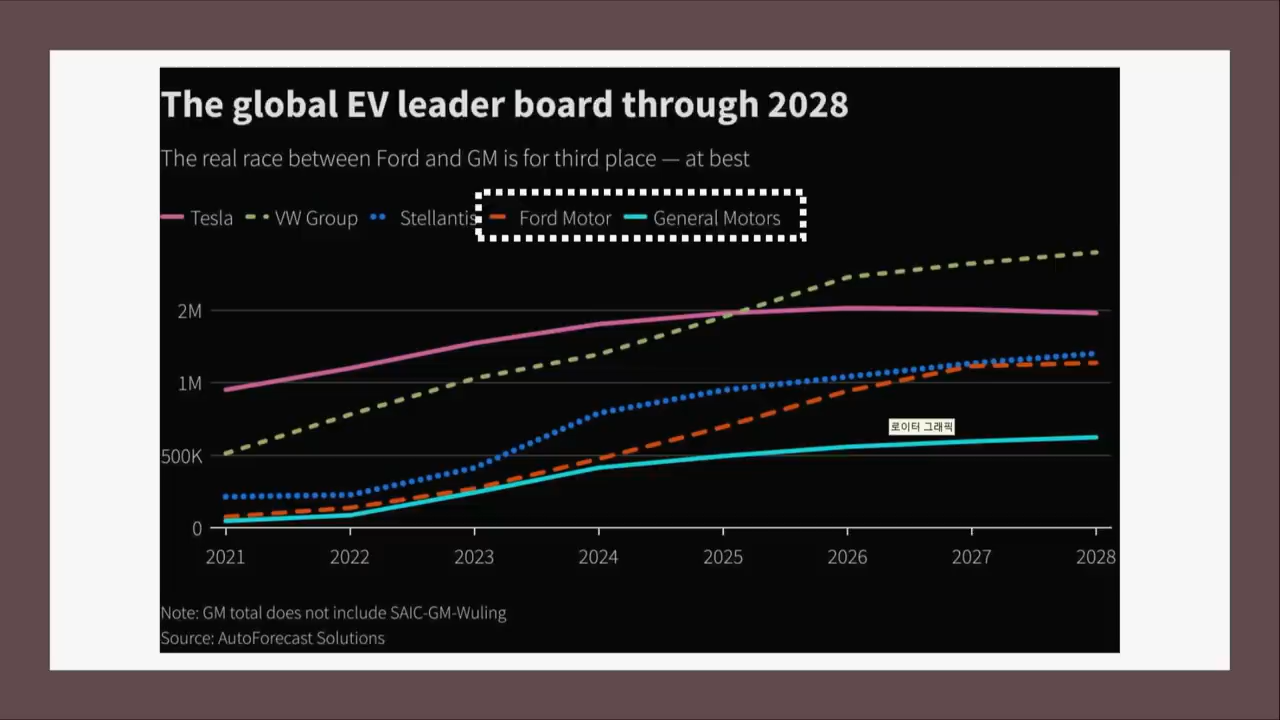 The global EV leader board through 2028
The real race between Ford and GM is for third place — at best
Tesla VW Group Stellantis Ford Motor General Motors
2M
1M
로이터 그래픽
500K
0
2021 2022 2023 2024 2025 2026 2027 2028
Note: GM total does not include SAIC-GM-Wuling
Source: AutoForecast Solutions